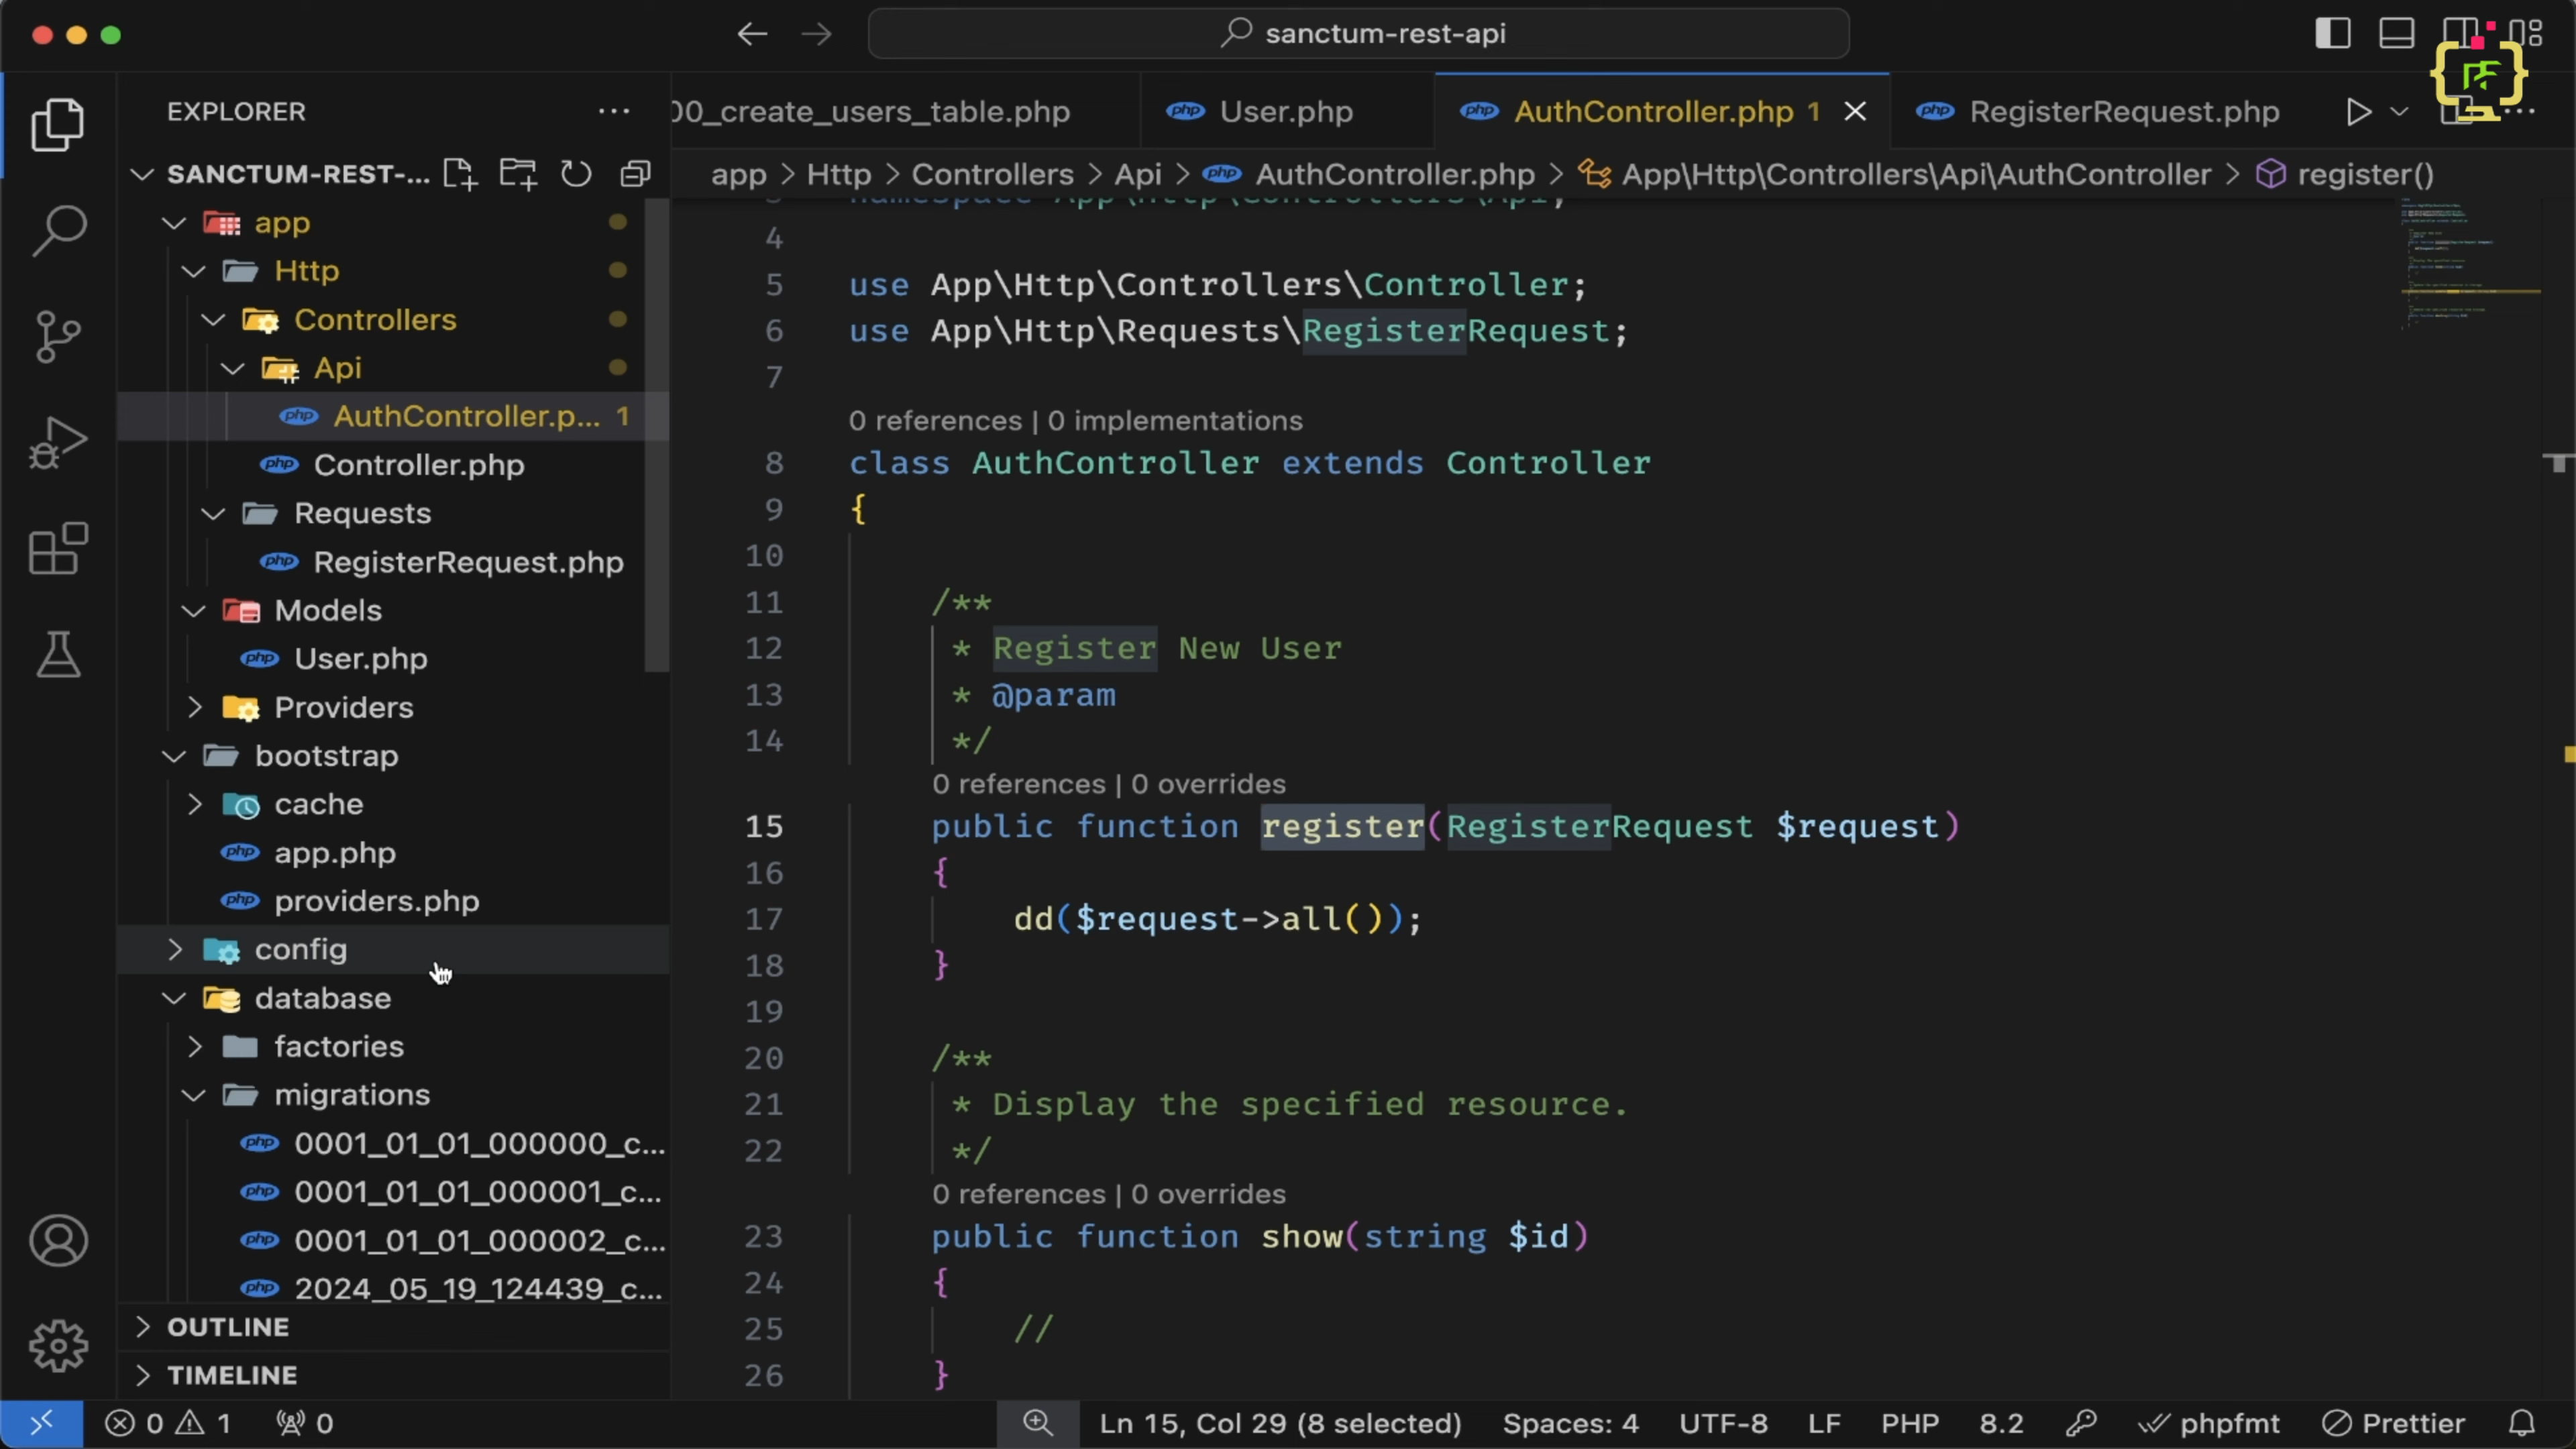 sanctum-rest-api
EXPLORER
00_create_users_table.php
User.php
AuthController.php 1
RegisterRequest.php
SANCTUM-REST-...
app > Http > Controllers > Api > AuthController.php > App\Http\Controllers\Api\AuthController > register()
app
Http
Controllers
Api
AuthController.p... 1
Controller.php
Requests
RegisterRequest.php
Models
User.php
Providers
bootstrap
cache
app.php
providers.php
config
database
factories
migrations
0001_01_01_000000_c...
0001_01_01_000001_c...
0001_01_01_000002_c...
2024_05_19_124439_c...
OUTLINE
TIMELINE
3 namespace App\Http\Controllers\Api;
4
5 use App\Http\Controllers\Controller;
6 use App\Http\Requests\RegisterRequest;
7
0 references | 0 implementations
8 class AuthController extends Controller
9 {
10
11 /**
12 * Register New User
13 * @param
14 */
0 references | 0 overrides
15 public function register(RegisterRequest $request)
16 {
17 dd($request->all());
18 }
19
20 /**
21 * Display the specified resource.
22 */
0 references | 0 overrides
23 public function show(string $id)
24 {
25 //
26 }
0 1 0
Ln 15, Col 29 (8 selected) Spaces: 4 UTF-8 LF PHP 8.2 phpfmt Prettier